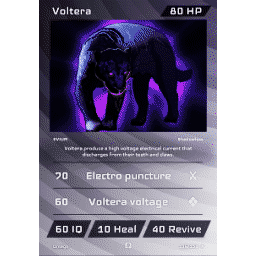 Voltera 80 HP
Voltera produce a high voltage electrical current that
discharges from their teeth and claws.
70 Electro puncture
60 Voltera voltage
60 IQ 10 Heal 40 Revive